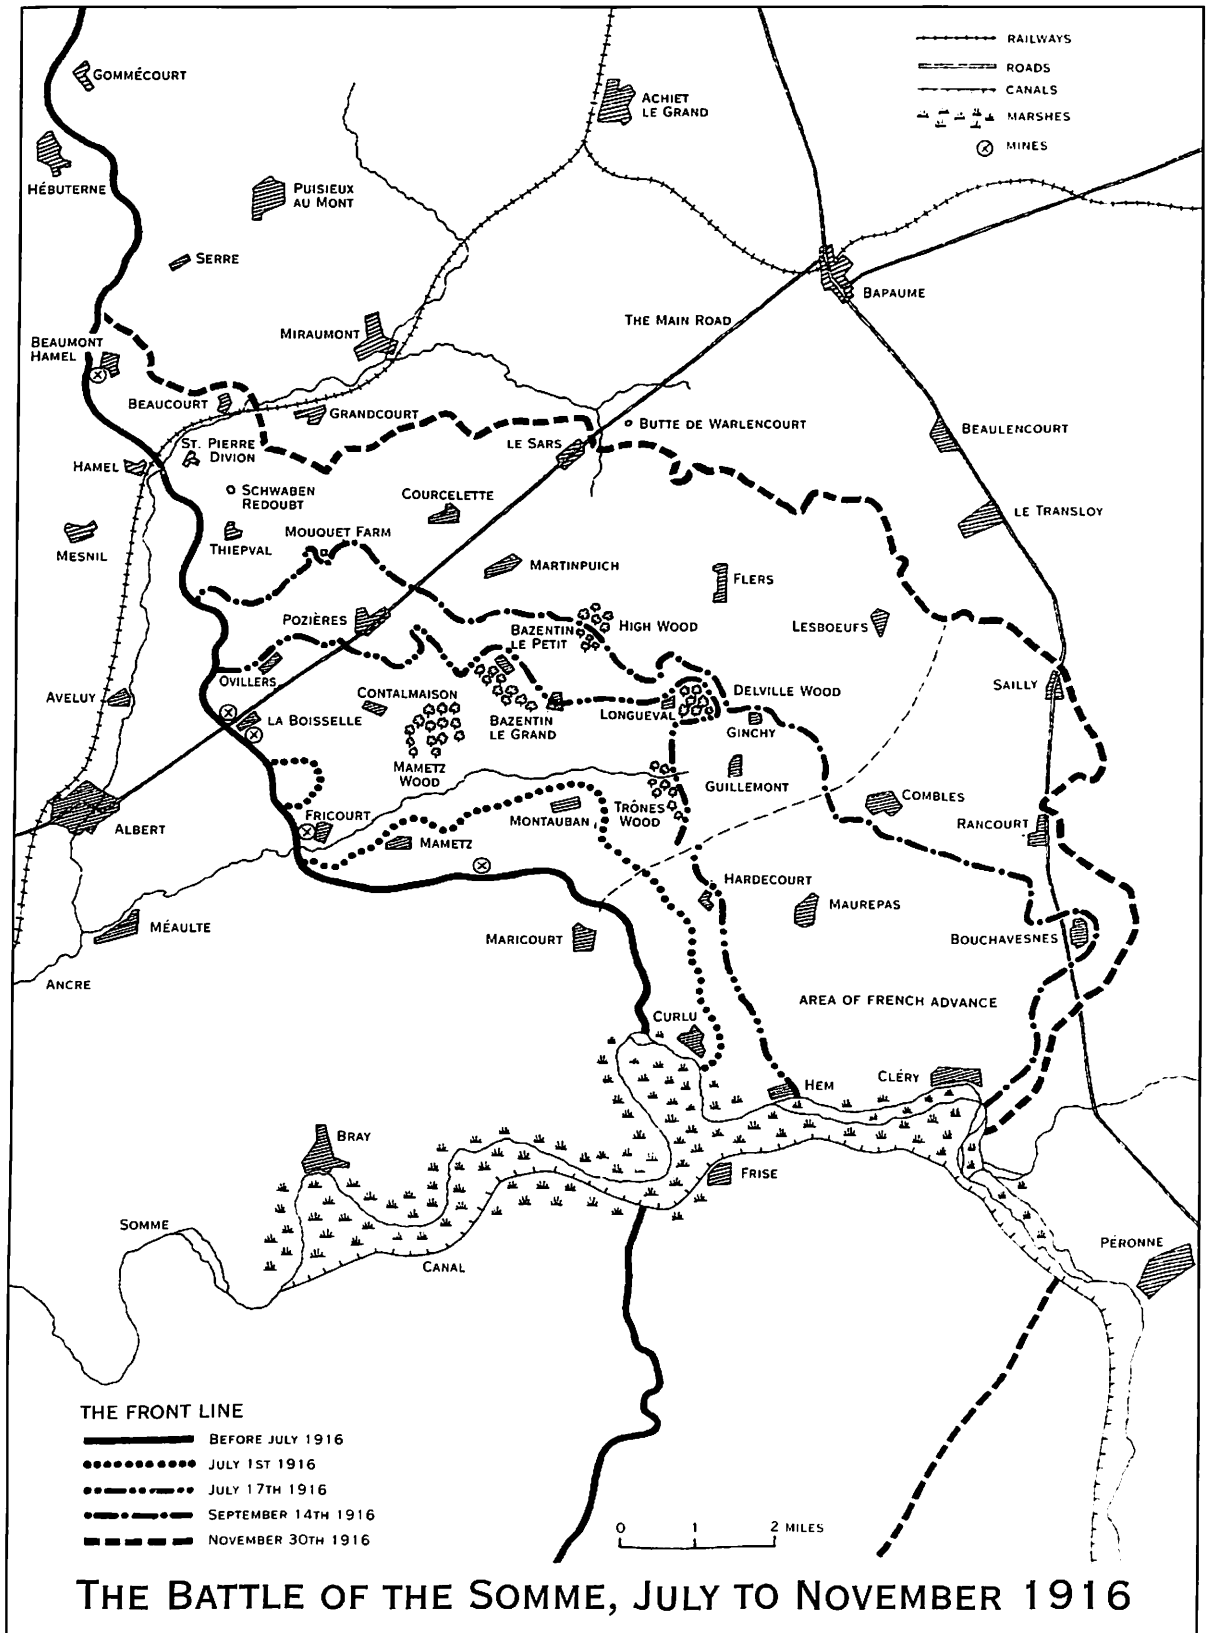 RAILWAYS
ROADS
CANALS
MARSHES
MINES
GOMMÉCOURT
ACHIET
LE GRAND
HÉBUTERNE
PUISIEUX
AU MONT
SERRE
BAPAUME
THE MAIN ROAD
MIRAUMONT
BEAUMONT
HAMEL
BEAUCOURT
GRANDCOURT
BUTTE DE WARLENCOURT
BEAULENCOURT
ST. PIERRE
DIVION
LE SARS
HAMEL
SCHWABEN
REDOUBT
COURCELETTE
LE TRANSLOY
MESNIL
THIEPVAL
MOUQUET FARM
MARTINPUICH
FLERS
POZIÈRES
BAZENTIN
LE PETIT
HIGH WOOD
LESBOEUFS
OVILLERS
AVELUY
CONTALMAISON
DELVILLE WOOD
SAILLY
LA BOISSELLE
BAZENTIN
LE GRAND
LONGUEVAL
GINCHY
MAMETZ
WOOD
GUILLEMONT
TRÔNES
WOOD
COMBLES
ALBERT
FRICOURT
MONTAUBAN
RANCOURT
MAMETZ
HARDECOURT
MAUREPAS
MÉAULTE
MARICOURT
BOUCHAVESNES
ANCRE
AREA OF FRENCH ADVANCE
CURLU
HEM
CLÉRY
BRAY
FRISE
SOMME
CANAL
PÉRONNE
THE FRONT LINE
BEFORE JULY 1916
JULY 1ST 1916
JULY 17TH 1916
SEPTEMBER 14TH 1916
NOVEMBER 30TH 1916
0 1 2 MILES
THE BATTLE OF THE SOMME, JULY TO NOVEMBER 1916